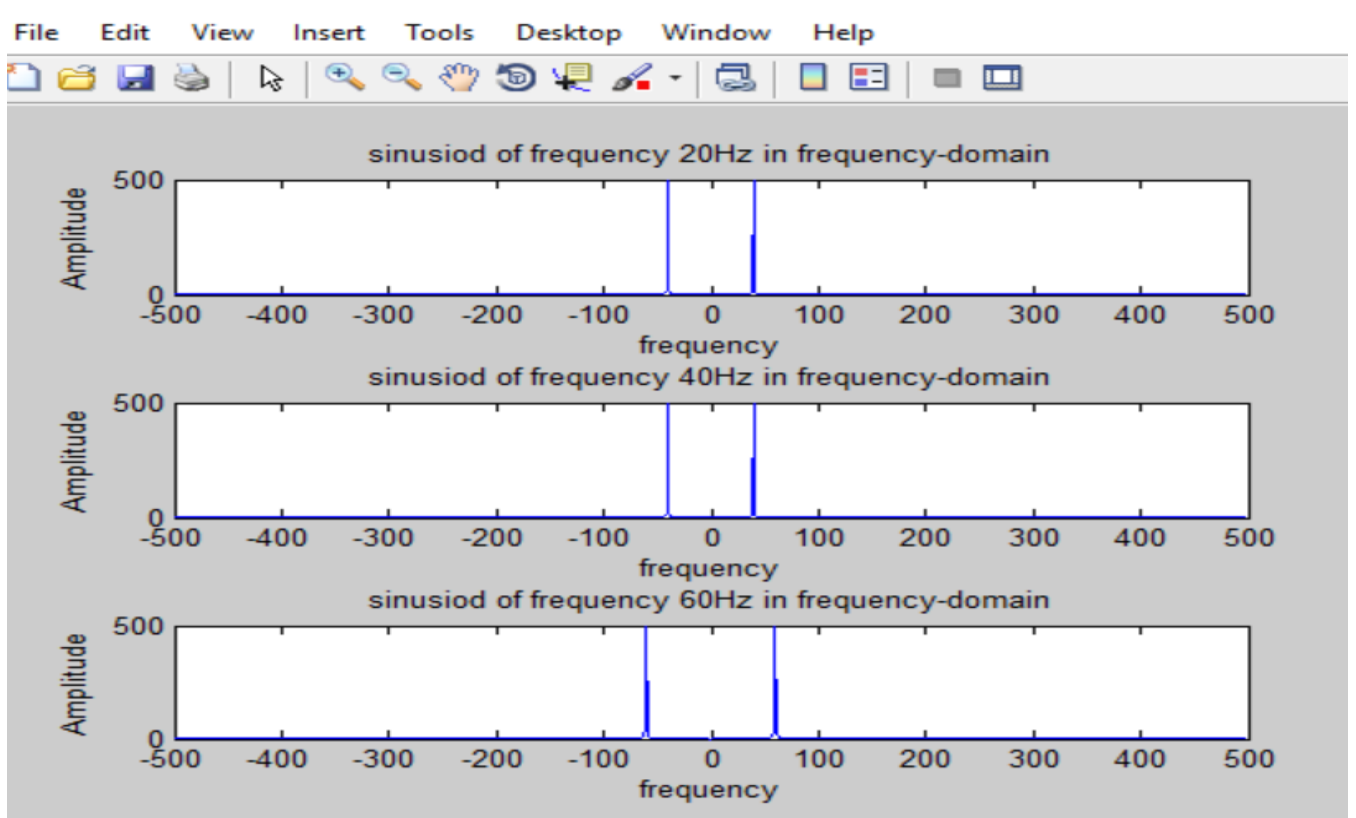 File Edit View Insert Tools Desktop Window Help
sinusiod of frequency 20Hz in frequency-domain
Amplitude
500
0
-500 -400 -300 -200 -100 0 100 200 300 400 500
frequency
sinusiod of frequency 40Hz in frequency-domain
Amplitude
500
0
-500 -400 -300 -200 -100 0 100 200 300 400 500
frequency
sinusiod of frequency 60Hz in frequency-domain
Amplitude
500
0
-500 -400 -300 -200 -100 0 100 200 300 400 500
frequency